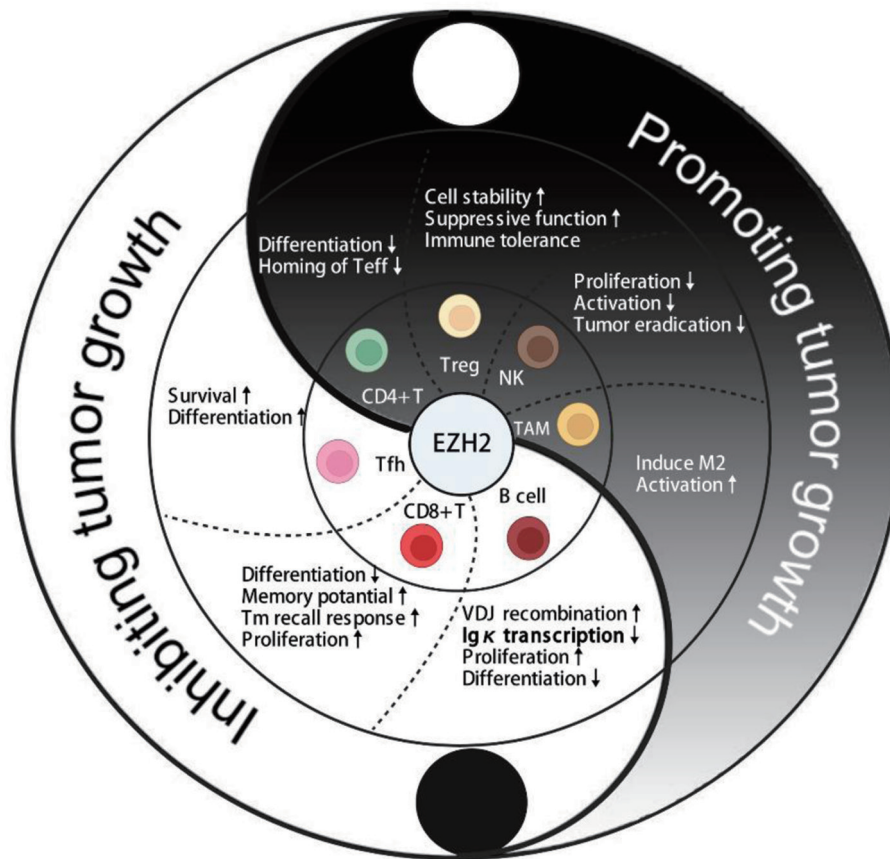 Promoting tumor growth
Inhibiting tumor growth
Cell stability ↑
Suppressive function ↑
Immune tolerance
Differentiation ↓
Homing of Teff ↓
Proliferation ↓
Activation ↓
Tumor eradication ↓
Treg
NK
CD4+T
TAM
EZH2
Survival ↑
Differentiation ↑
Tfh
Induce M2
Activation ↑
B cell
CD8+T
Differentiation ↓
Memory potential ↑
Tm recall response ↑
Proliferation ↑
VDJ recombination ↑
Ig κ transcription ↓
Proliferation ↑
Differentiation ↓